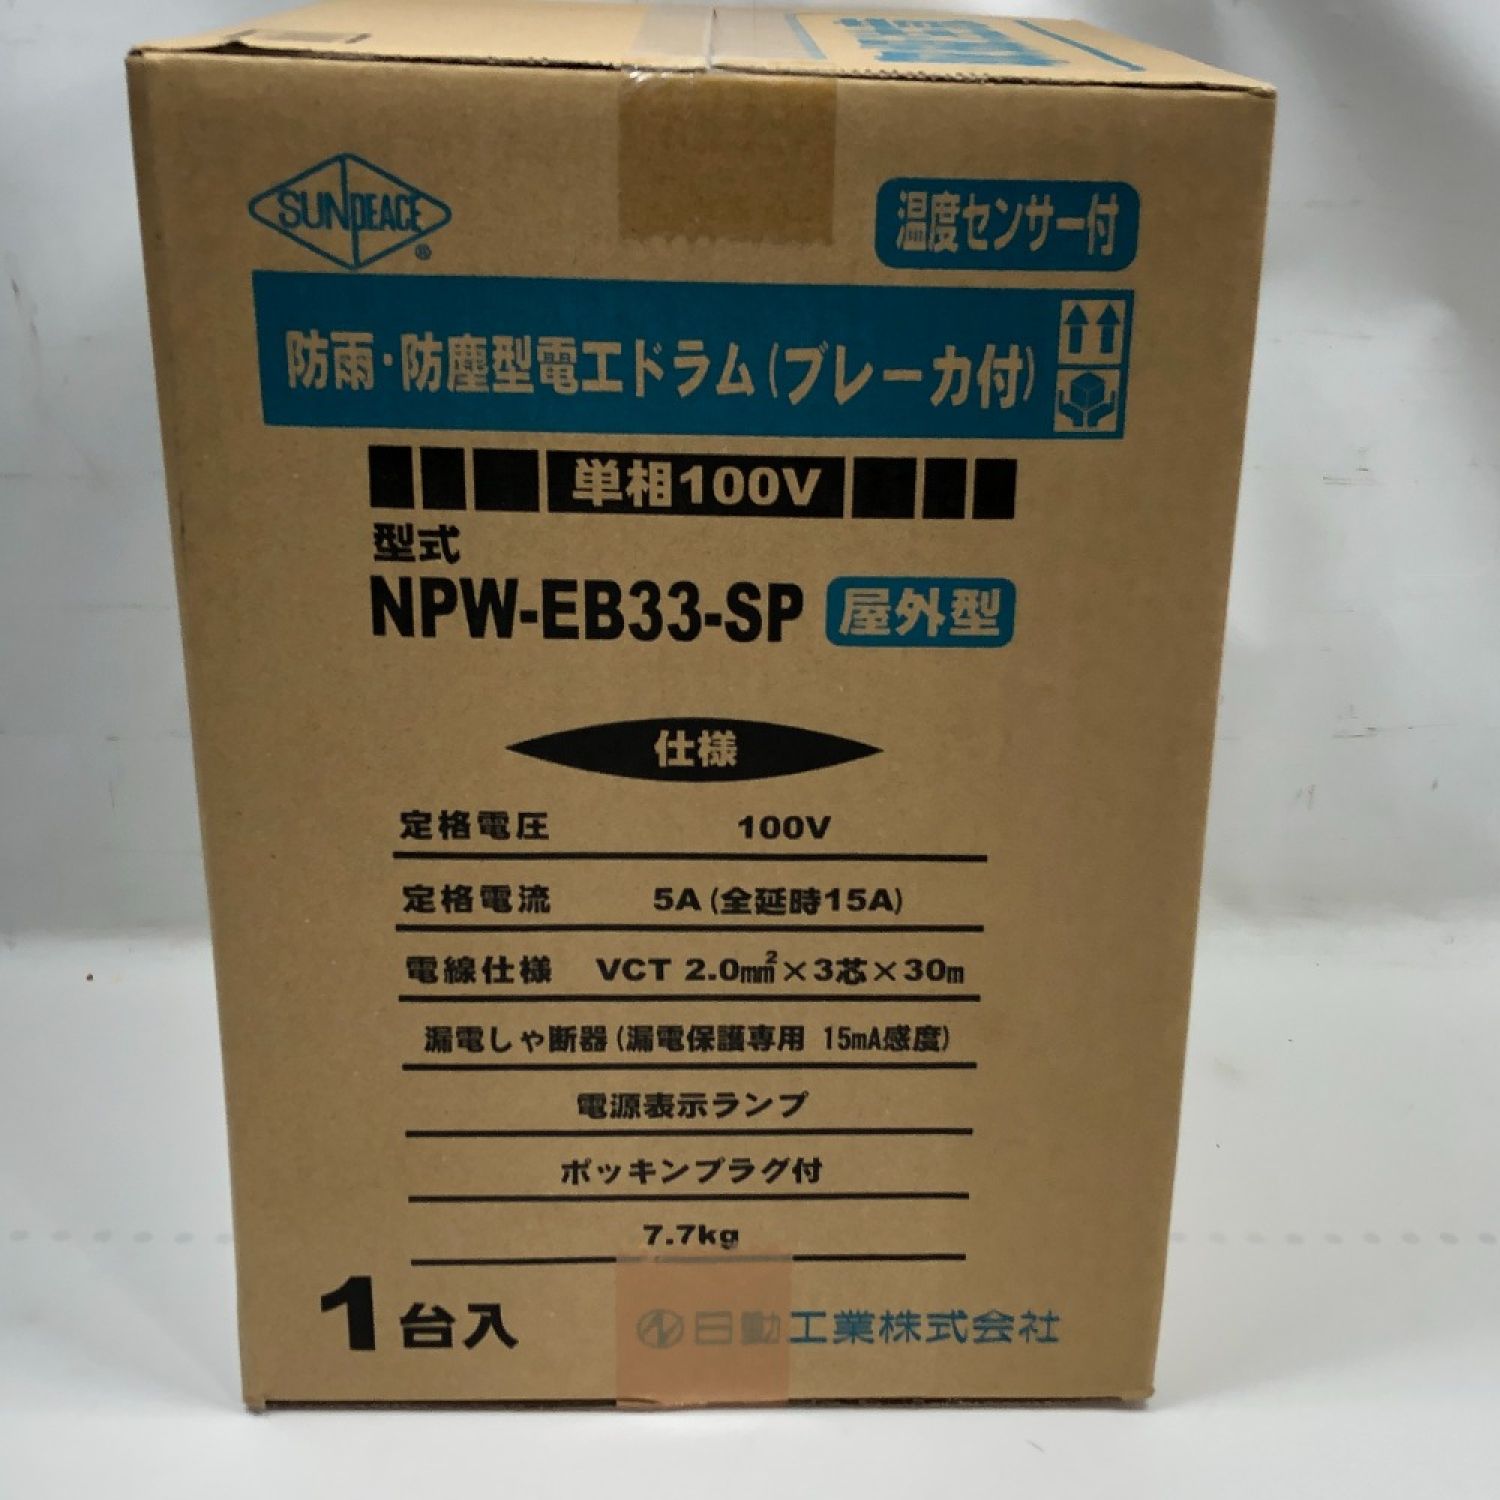 SUNPEACE®
温度センサー付
防雨・防塵型電工ドラム(ブレーカ付)
単相100V
型式
NPW-EB33-SP 屋外型
仕様
定格電圧 100V
定格電流 5A(全延時15A)
電線仕様 VCT 2.0mm²×3芯×30m
漏電しゃ断器(漏電保護専用 15mA感度)
電源表示ランプ
ポッキンプラグ付
7.7kg
1台入 日動工業株式会社